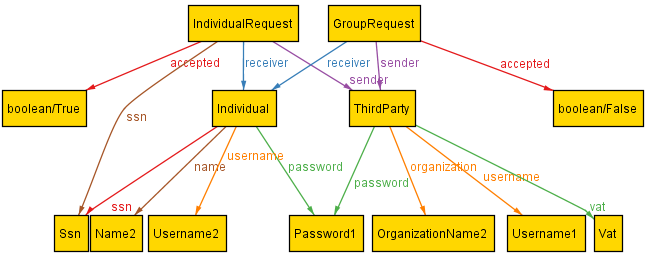 IndividualRequest
GroupRequest
accepted
receiver
receiver
sender
accepted
sender
boolean/True
Individual
ThirdParty
boolean/False
ssn
username
name
password
organization
username
password
ssn
vat
Ssn
Name2
Username2
Password1
OrganizationName2
Username1
Vat